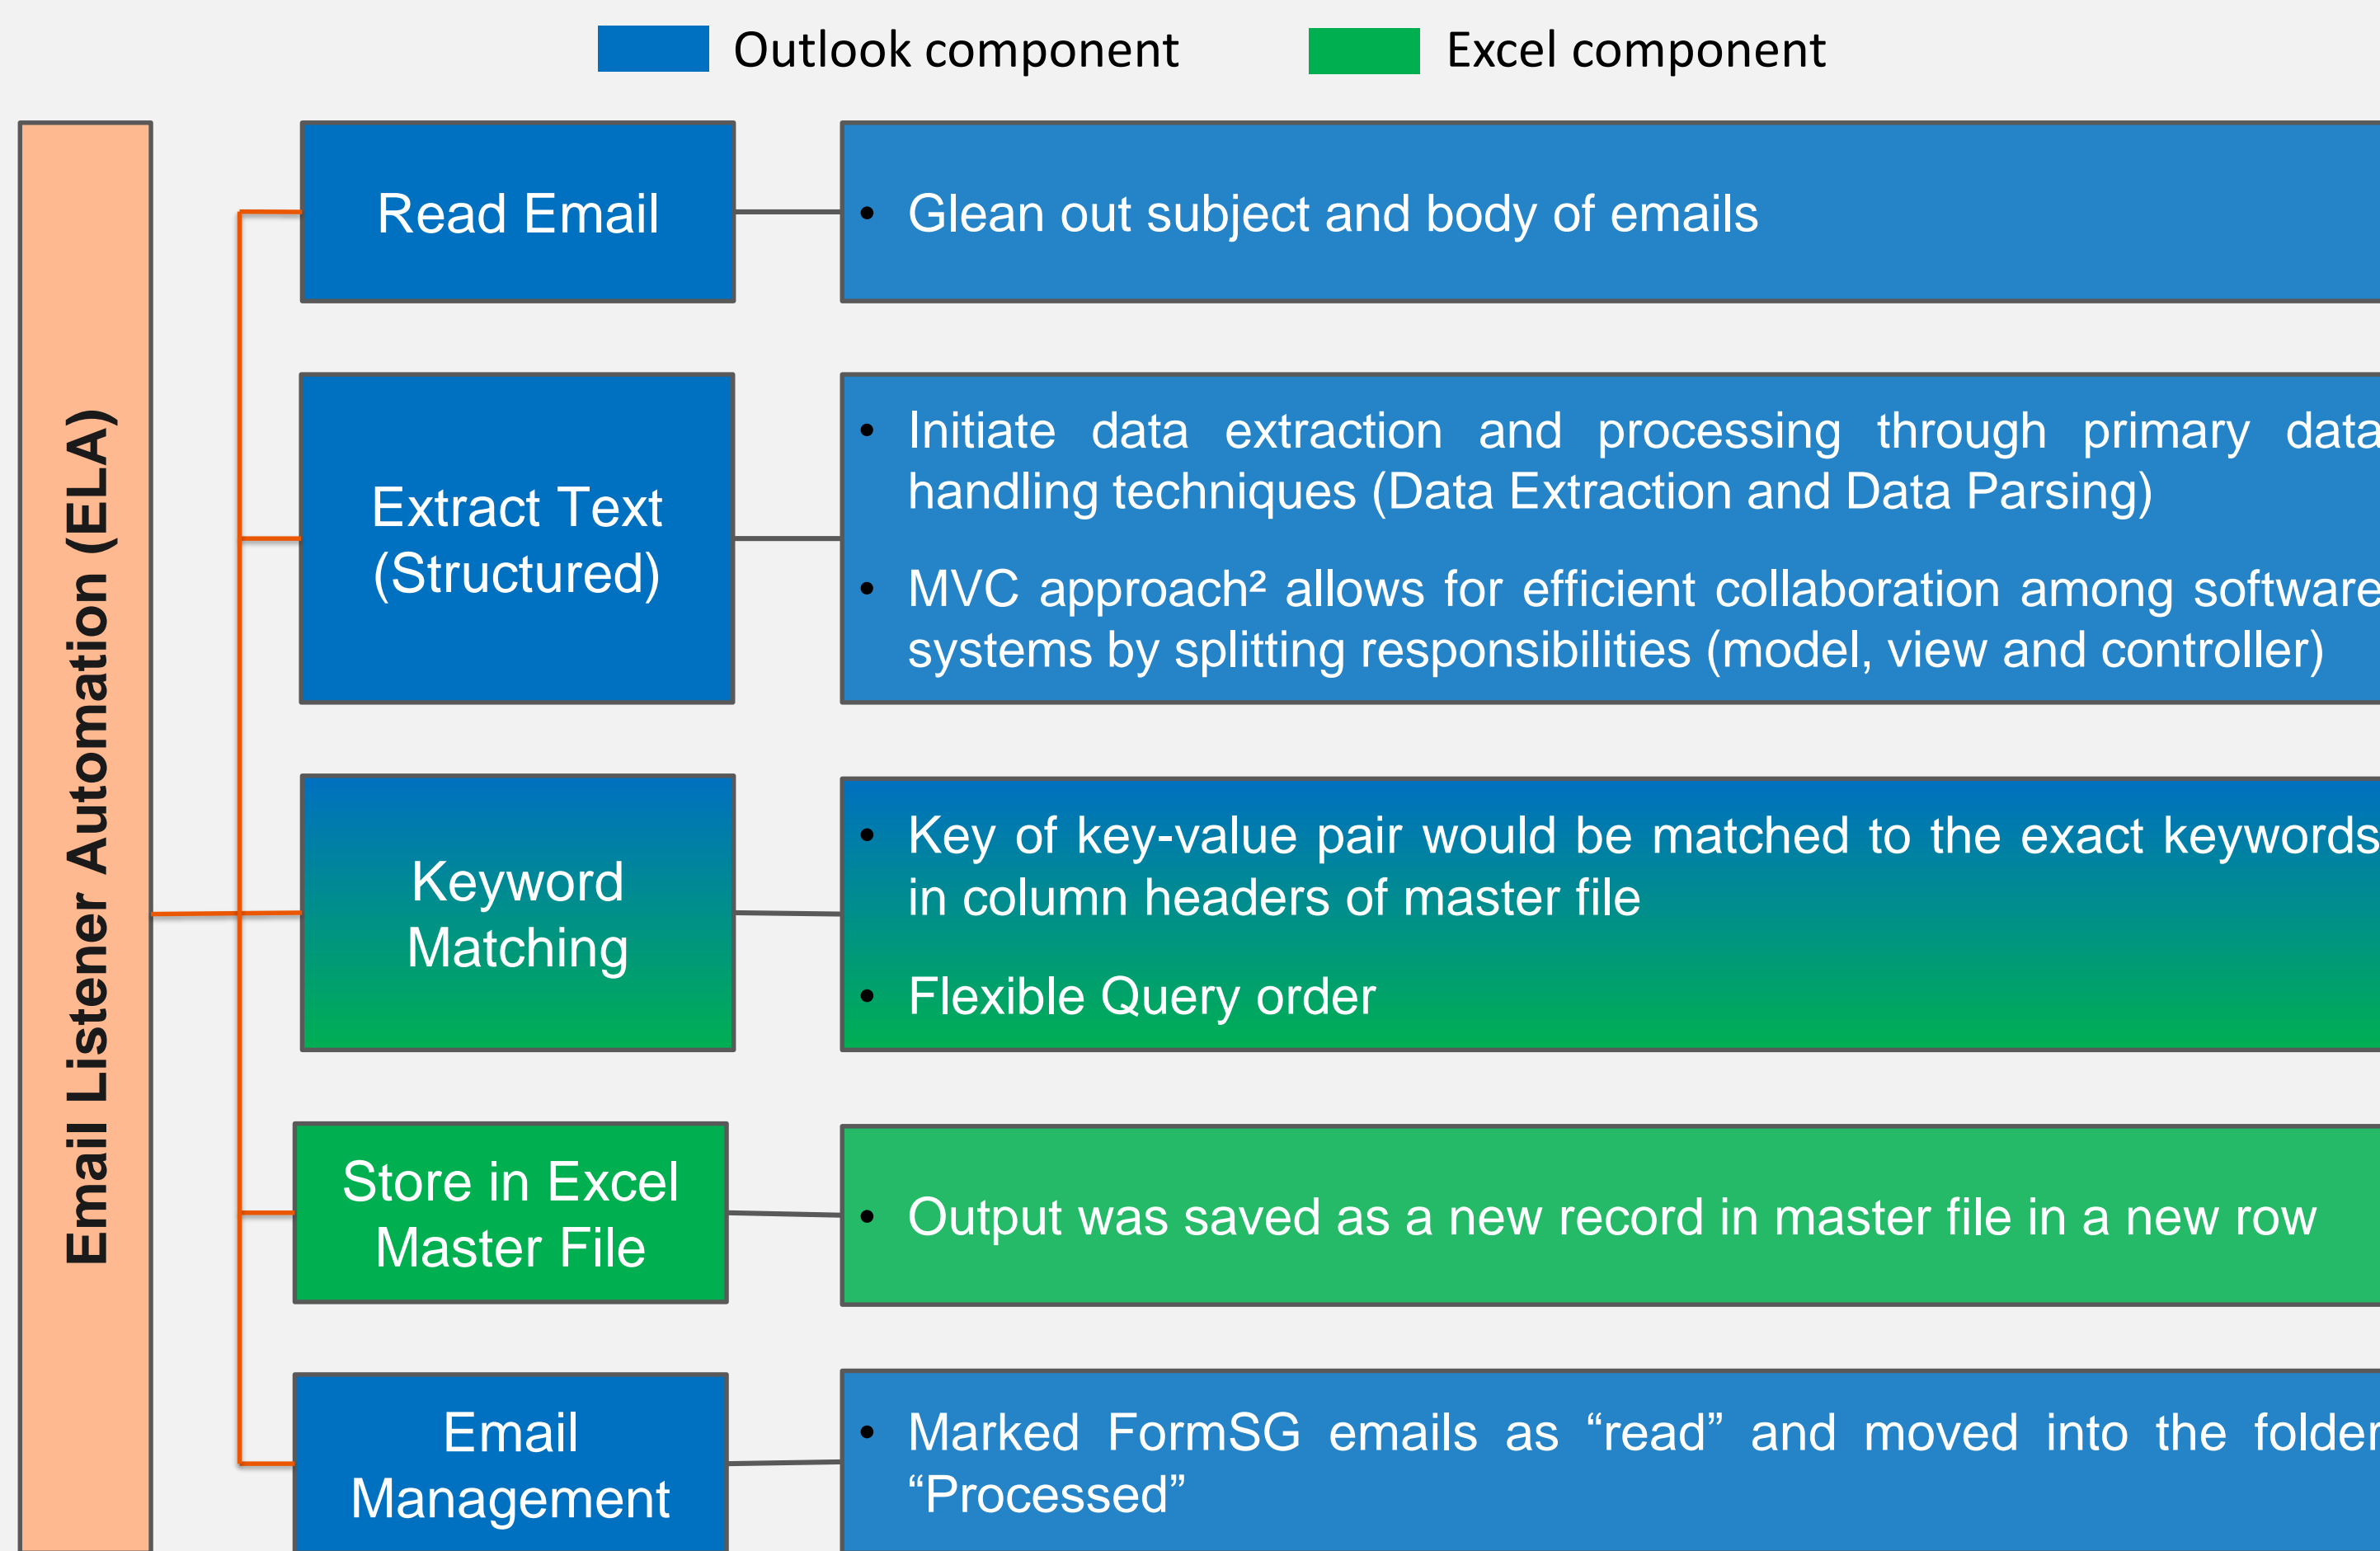 Outlook component
Excel component
Email Listener Automation (ELA)
Read Email
• Glean out subject and body of emails
Extract Text
(Structured)
• Initiate data extraction and processing through primary data
handling techniques (Data Extraction and Data Parsing)
• MVC approach² allows for efficient collaboration among software
systems by splitting responsibilities (model, view and controller)
Keyword
Matching
• Key of key-value pair would be matched to the exact keywords
in column headers of master file
• Flexible Query order
Store in Excel
Master File
• Output was saved as a new record in master file in a new row
Email
Management
• Marked FormSG emails as “read” and moved into the folder
“Processed”